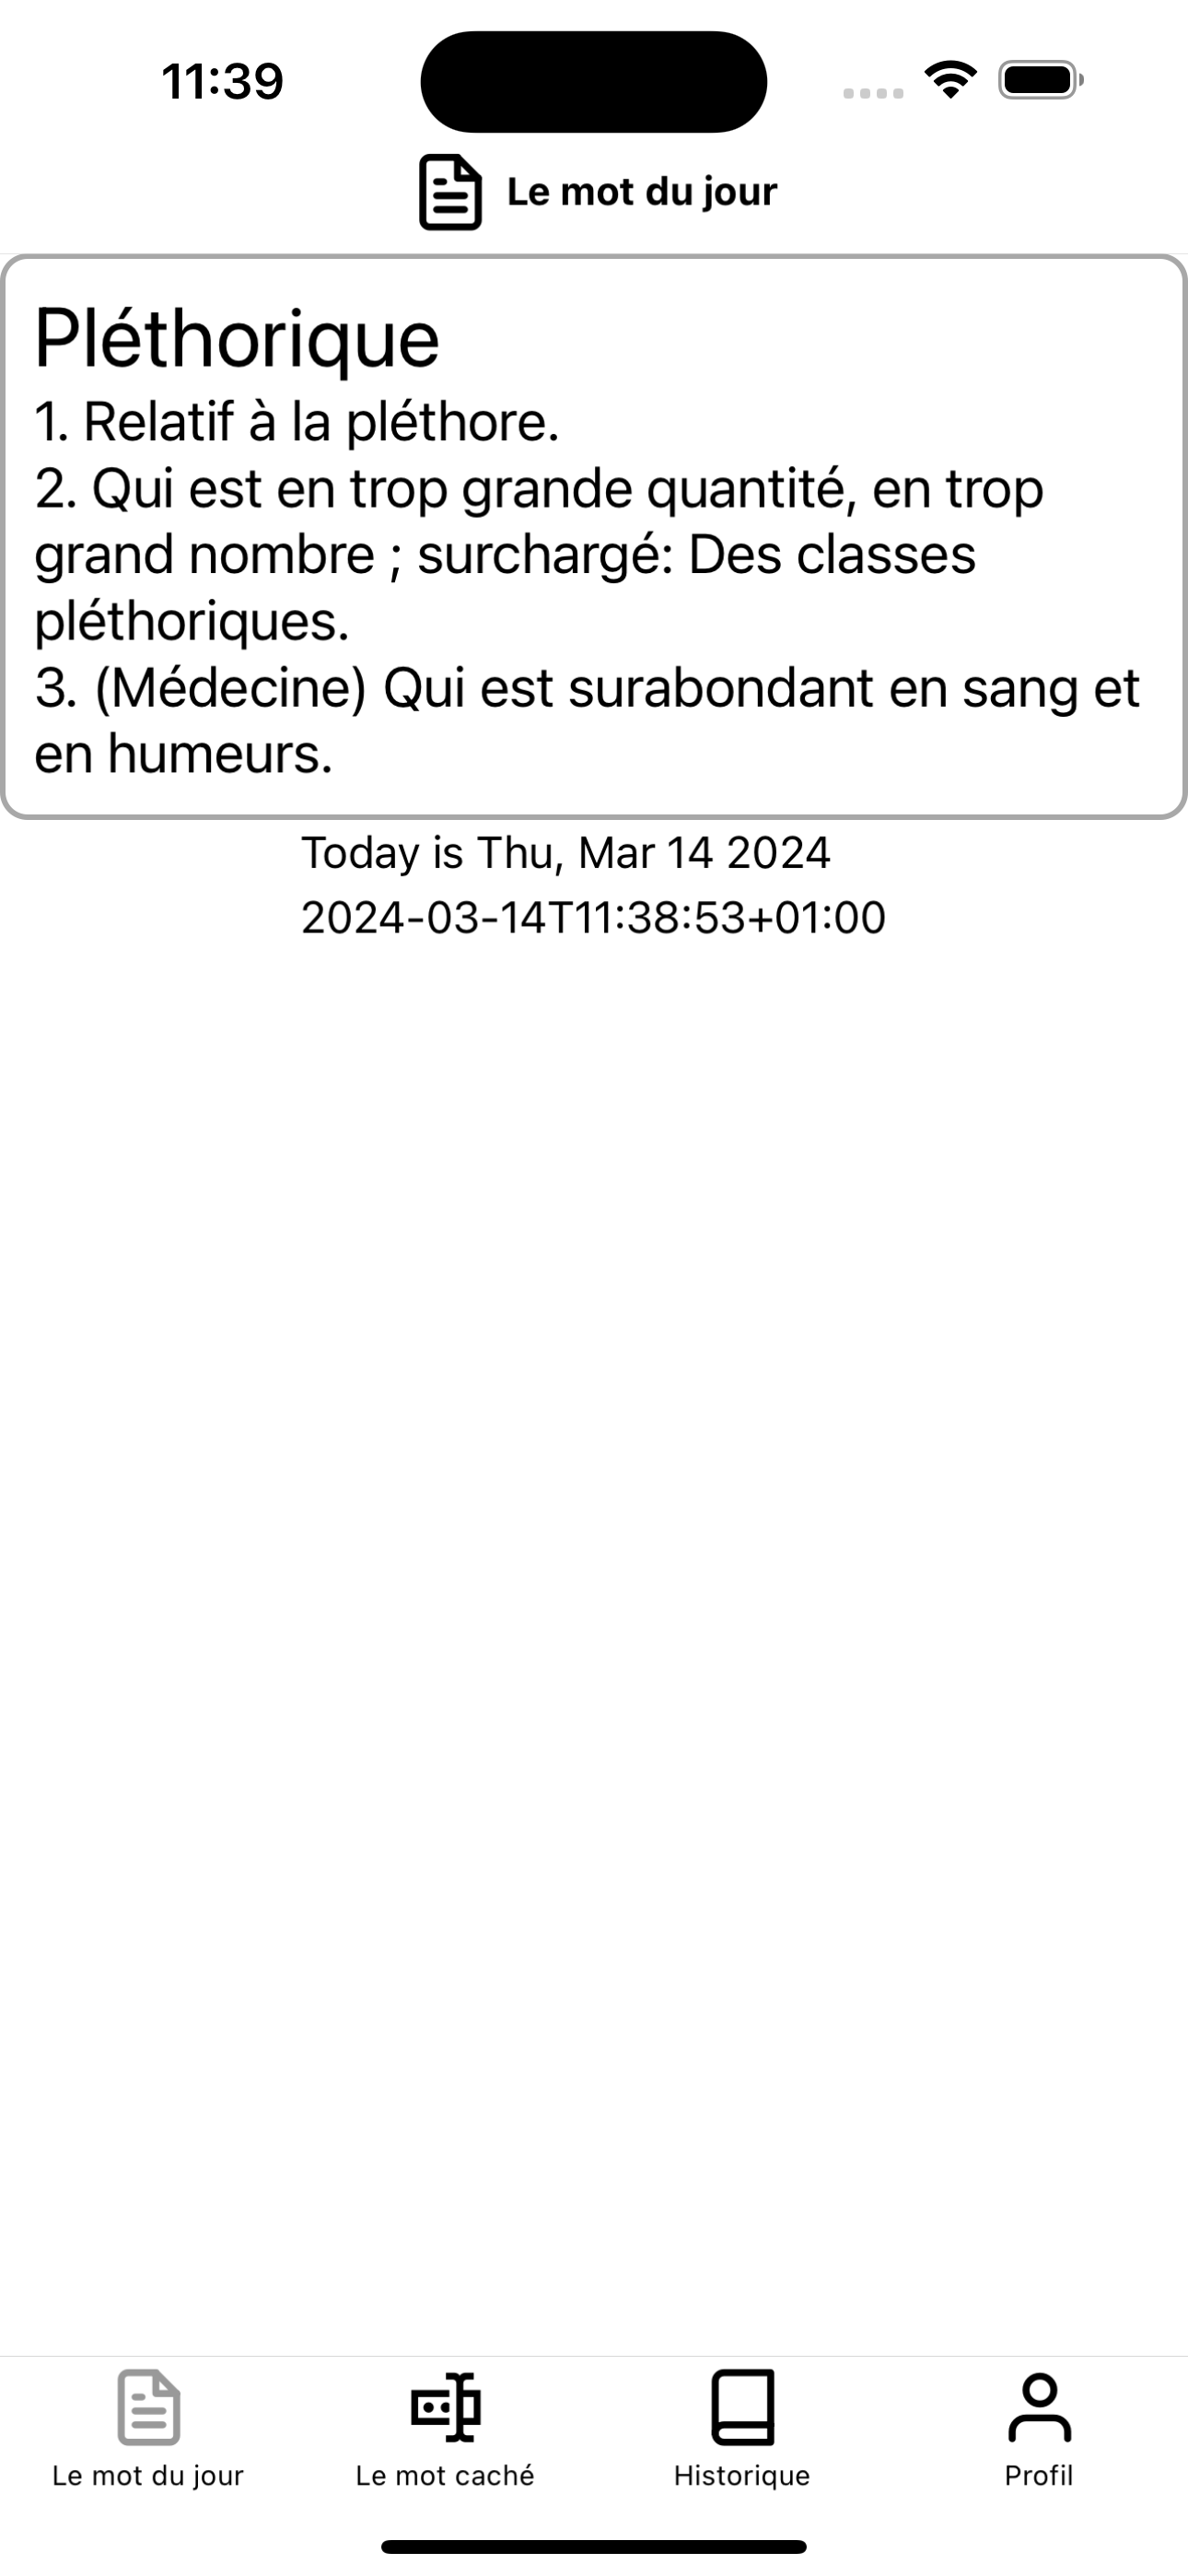 11:39
Le mot du jour
Pléthorique
1. Relatif à la pléthore.
2. Qui est en trop grande quantité, en trop
grand nombre ; surchargé: Des classes
pléthoriques.
3. (Médecine) Qui est surabondant en sang et
en humeurs.
Today is Thu, Mar 14 2024
2024-03-14T11:38:53+01:00
Le mot du jour
Le mot caché
Historique
Profil